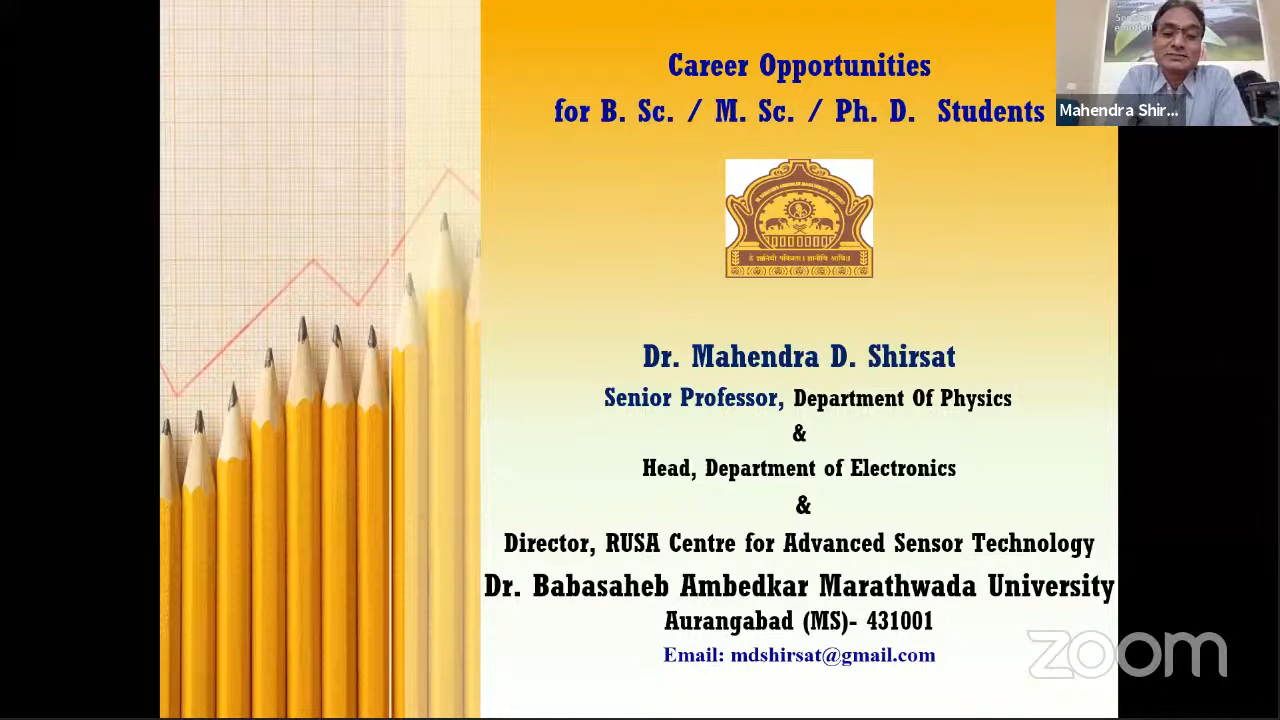 Career Opportunities
for B. Sc. / M. Sc. / Ph. D. Students
Mahendra Shir...
Dr. Mahendra D. Shirsat
Senior Professor, Department Of Physics
&
Head, Department of Electronics
&
Director, RUSA Centre for Advanced Sensor Technology
Dr. Babasaheb Ambedkar Marathwada University
Aurangabad (MS)- 431001
Email: mdshirsat@gmail.com
zoom